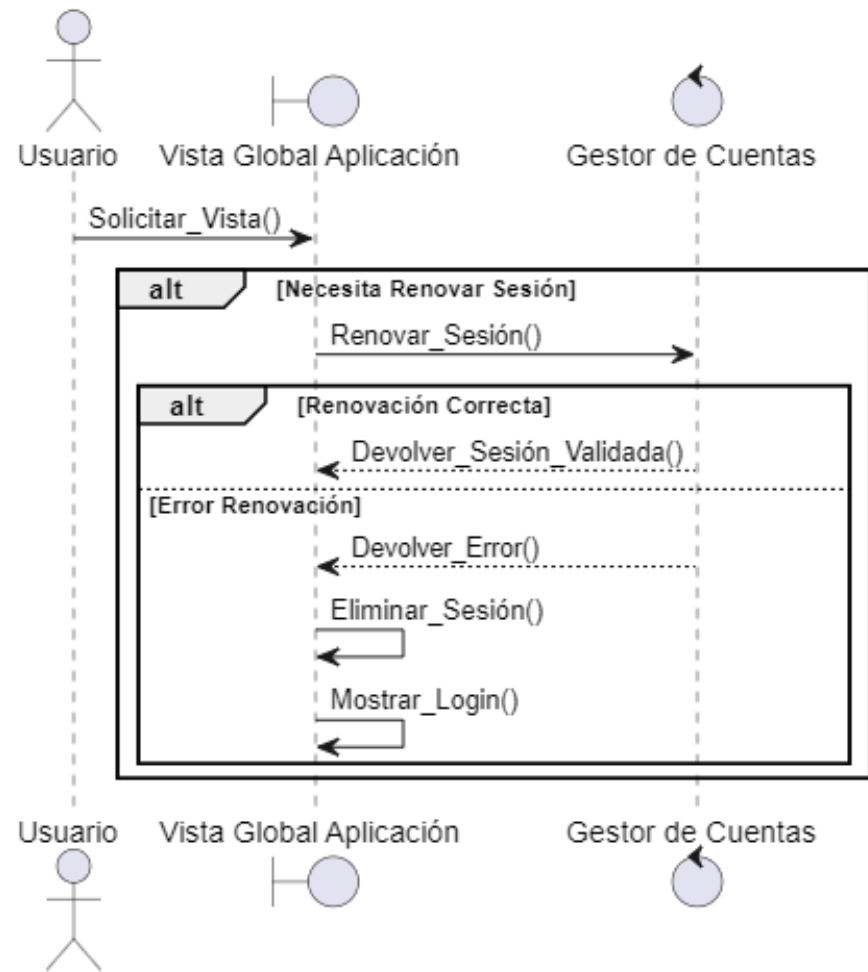 Usuario Vista Global Aplicación Gestor de Cuentas
Solicitar_Vista()
alt [Necesita Renovar Sesión]
Renovar_Sesión()
alt [Renovación Correcta]
Devolver_Sesión_Validada()
[Error Renovación]
Devolver_Error()
Eliminar_Sesión()
Mostrar_Login()
Usuario Vista Global Aplicación Gestor de Cuentas